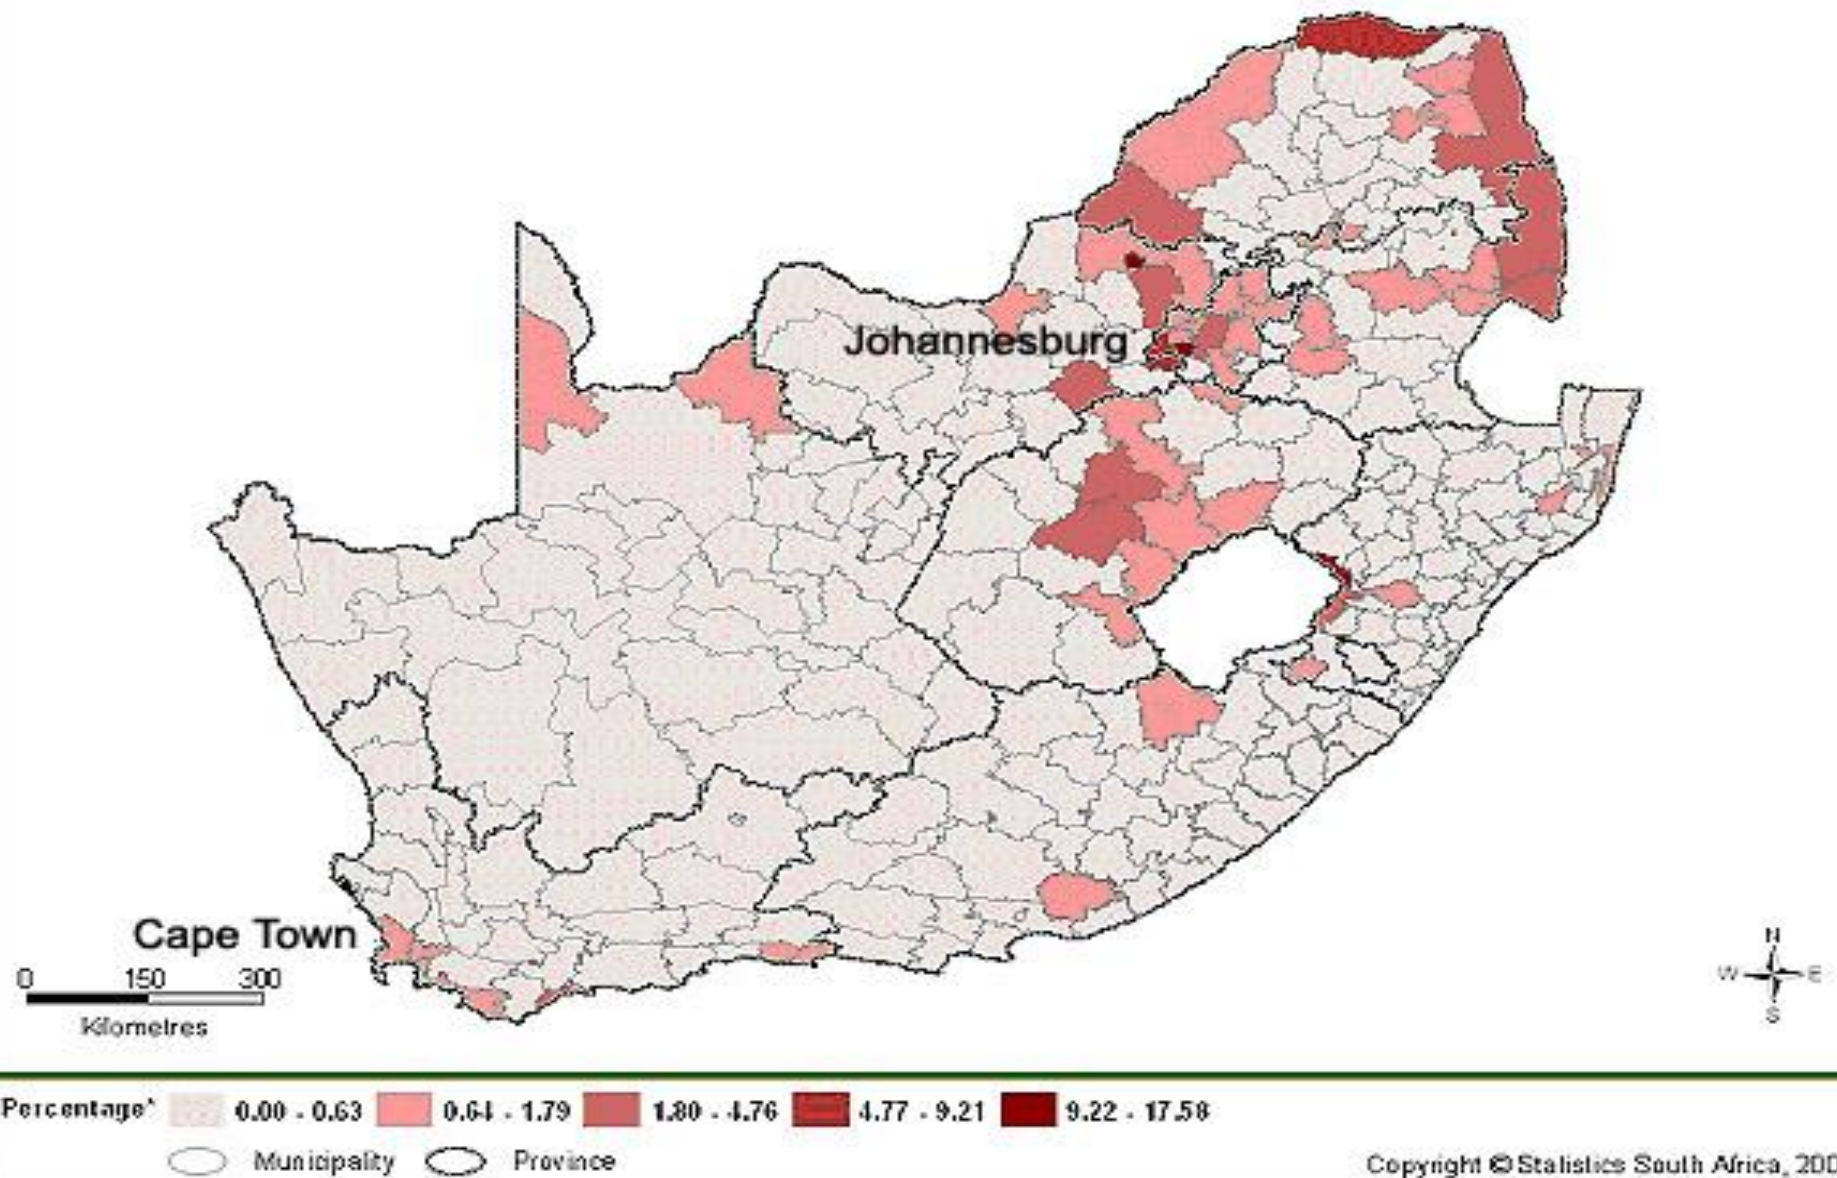 Johannesburg
Cape Town
0 150 300
Kilometres
N
W E
S
Percentage* 0.00 - 0.63 0.64 - 1.79 1.80 - 4.76 4.77 - 9.21 9.22 - 17.58
Municipality Province
Copyright © Statistics South Africa, 200